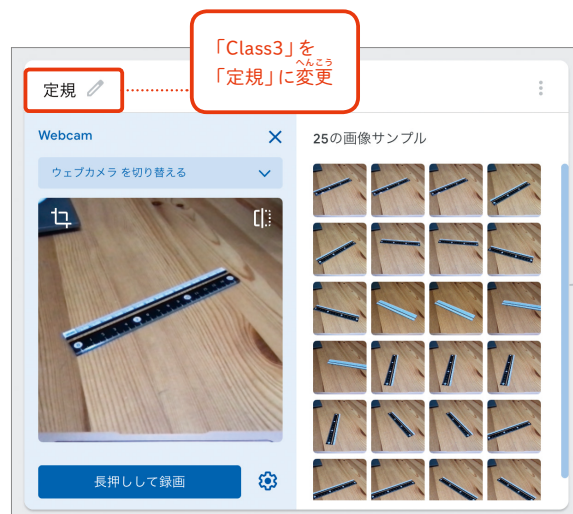 「Class3」を
「定規」に変更
へんこう
定規
Webcam
ウェブカメラ を切り替える
長押しして録画
25の画像サンプル